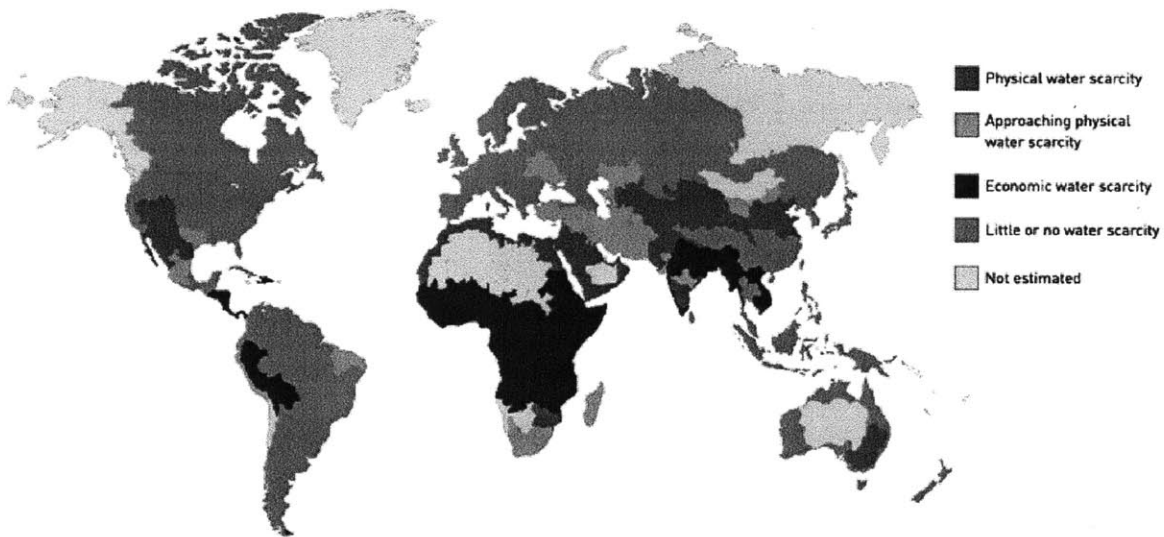 Physical water scarcity
Approaching physical
water scarcity
Economic water scarcity
Little or no water scarcity
Not estimated